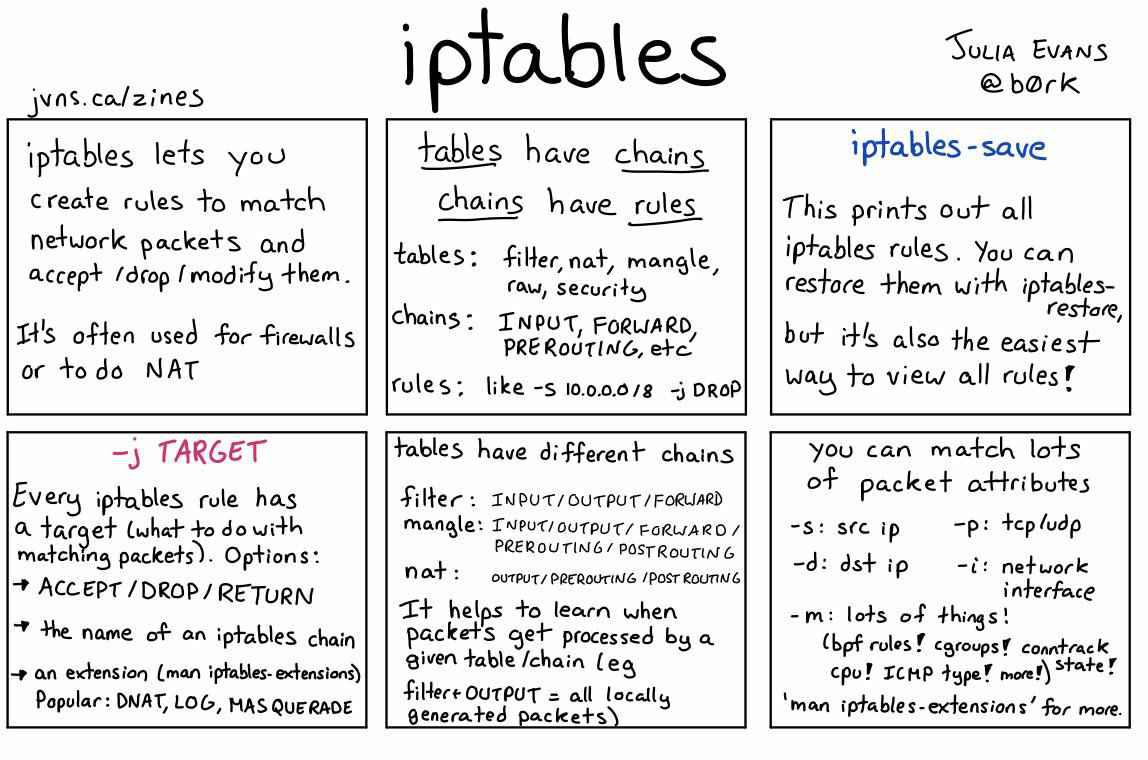 iptables
JULIA EVANS
@b0rk
jvns.ca/zines
iptables lets you
create rules to match
network packets and
accept/drop/modify them.
It's often used for firewalls
or to do NAT
tables have chains
chains have rules
tables: filter, nat, mangle,
raw, security
chains: INPUT, FORWARD,
PREROUTING, etc
rules: like -s 10.0.0.0/8 -j DROP
iptables-save
This prints out all
iptables rules. You can
restore them with iptables-
restore,
but it's also the easiest
way to view all rules!
-j TARGET
Every iptables rule has
a target (what to do with
matching packets). Options:
→ ACCEPT/DROP/RETURN
→ the name of an iptables chain
→ an extension (man iptables-extensions)
Popular: DNAT, LOG, MASQUERADE
tables have different chains
filter: INPUT/OUTPUT/FORWARD
mangle: INPUT/OUTPUT/FORWARD/
PREROUTING/POSTROUTING
nat: OUTPUT/PREROUTING/POSTROUTING
It helps to learn when
packets get processed by a
given table/chain (eg
filter+OUTPUT = all locally
generated packets)
you can match lots
of packet attributes
-s: src ip -p: tcp/udp
-d: dst ip -i: network
interface
-m: lots of things!
(bpf rules! cgroups! conntrack
cpu! ICMP type! more!) state!
'man iptables-extensions' for more.